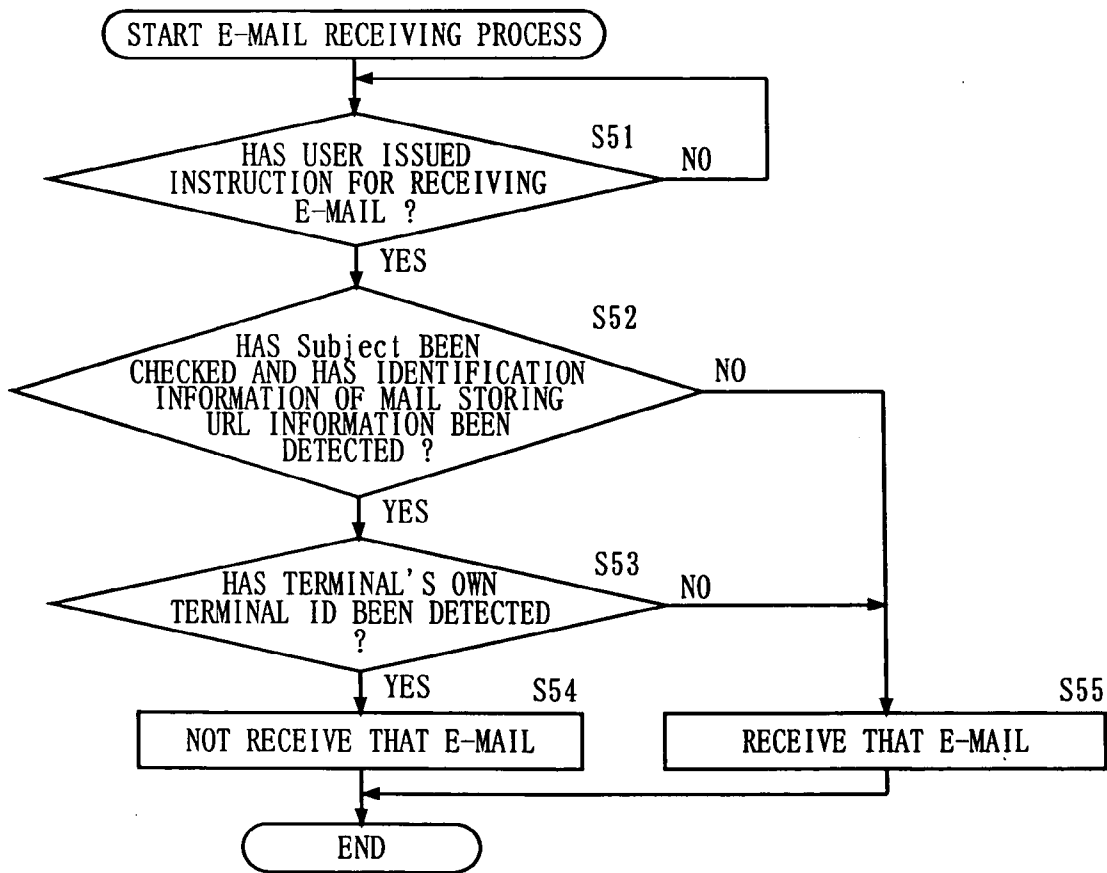 START E-MAIL RECEIVING PROCESS
S51
HAS USER ISSUED
INSTRUCTION FOR RECEIVING
E-MAIL ?
NO
YES
S52
HAS Subject BEEN
CHECKED AND HAS IDENTIFICATION
INFORMATION OF MAIL STORING
URL INFORMATION BEEN
DETECTED ?
NO
YES
S53
HAS TERMINAL'S OWN
TERMINAL ID BEEN DETECTED
?
NO
YES
S54
NOT RECEIVE THAT E-MAIL
S55
RECEIVE THAT E-MAIL
END